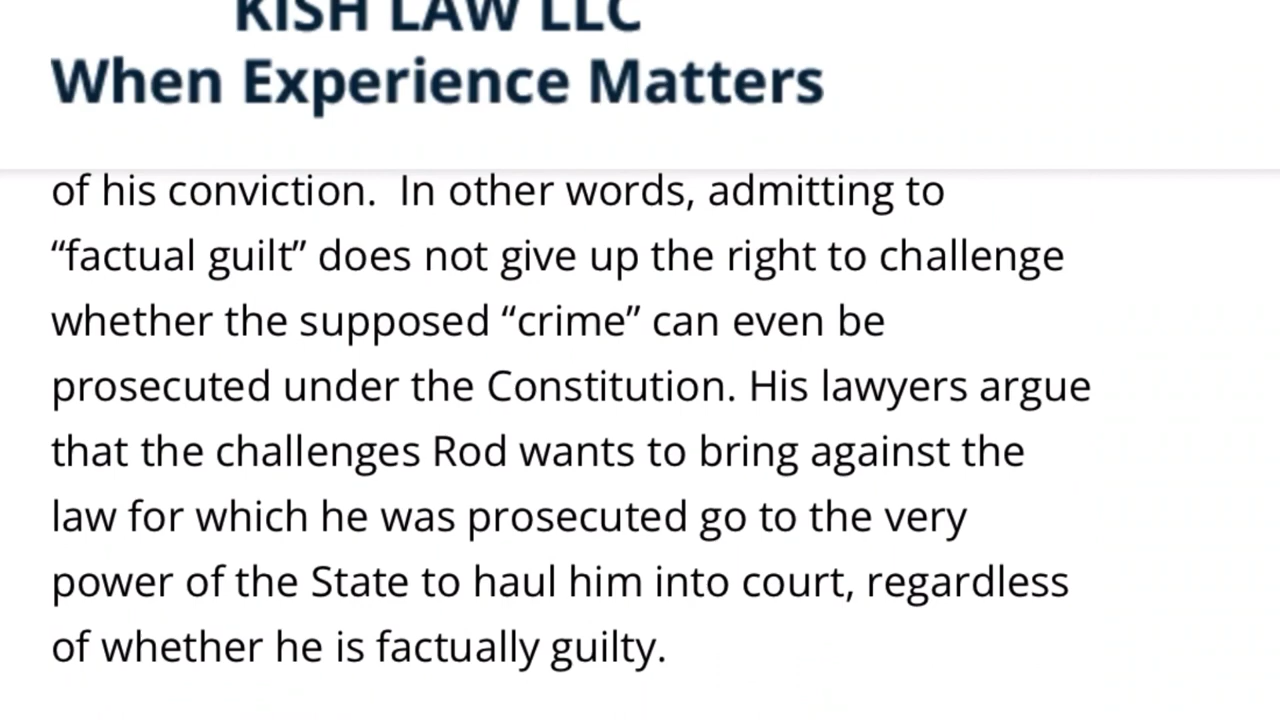 KISH LAW LLC
When Experience Matters
of his conviction.  In other words, admitting to
“factual guilt” does not give up the right to challenge
whether the supposed “crime” can even be
prosecuted under the Constitution. His lawyers argue
that the challenges Rod wants to bring against the
law for which he was prosecuted go to the very
power of the State to haul him into court, regardless
of whether he is factually guilty.